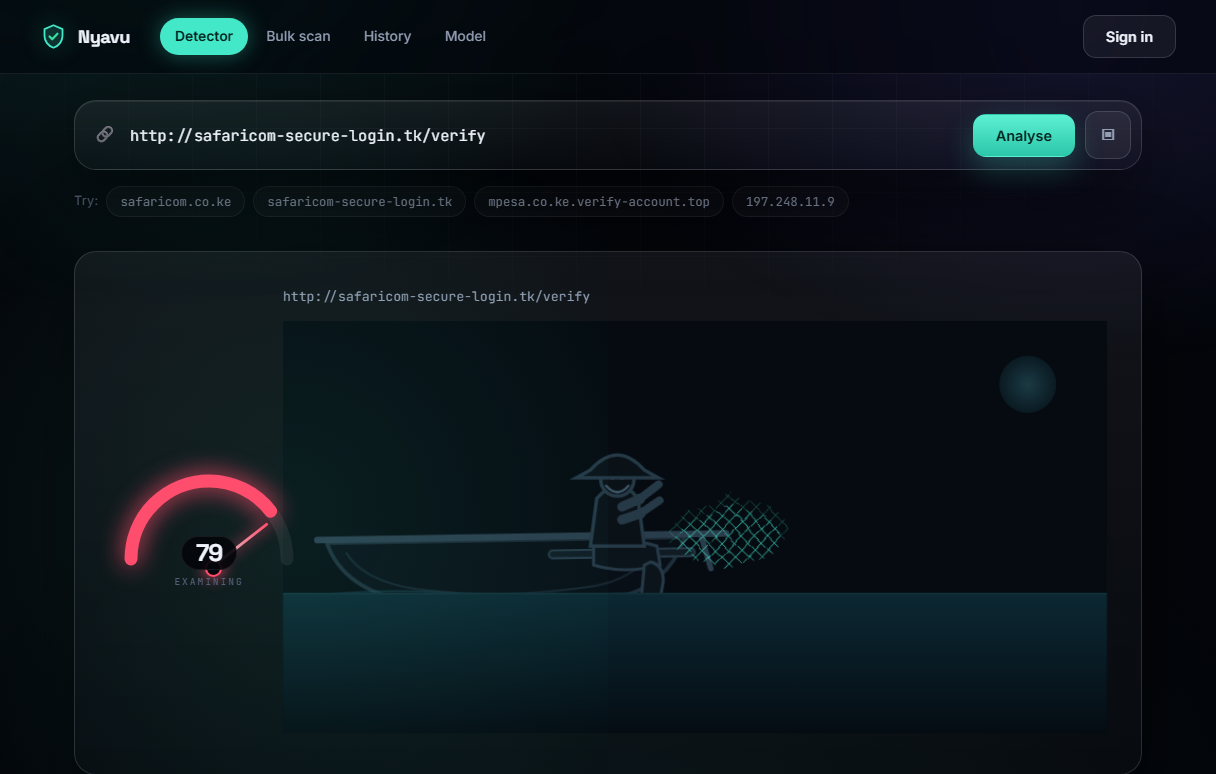 Nyavu
Detector
Bulk scan
History
Model
Sign in
http://safaricom-secure-login.tk/verify
Analyse
Try:
safaricom.co.ke
safaricom-secure-login.tk
mpesa.co.ke.verify-account.top
197.248.11.9
http://safaricom-secure-login.tk/verify
79
EXAMINING